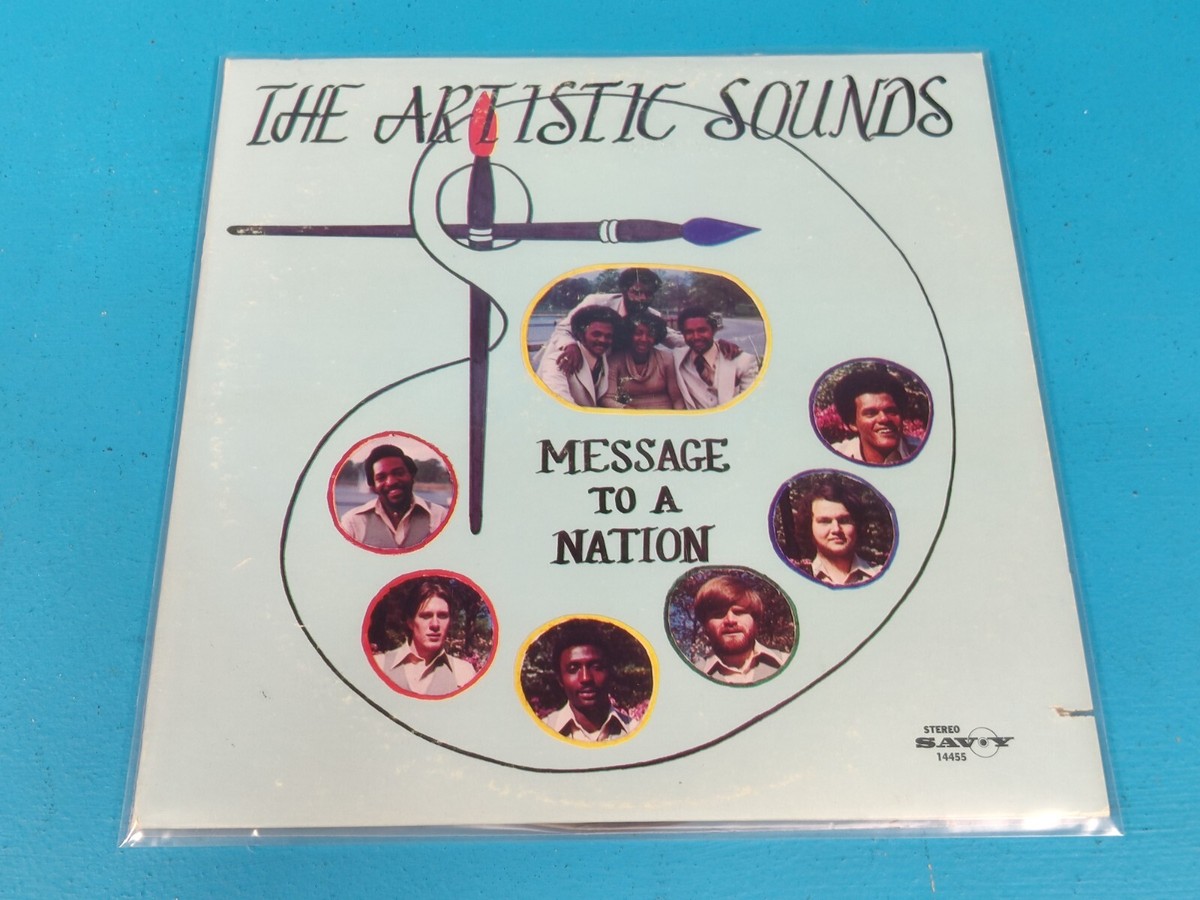 THE ARTISTIC SOUNDS
MESSAGE
TO A
NATION
STEREO
SAVOY
14455